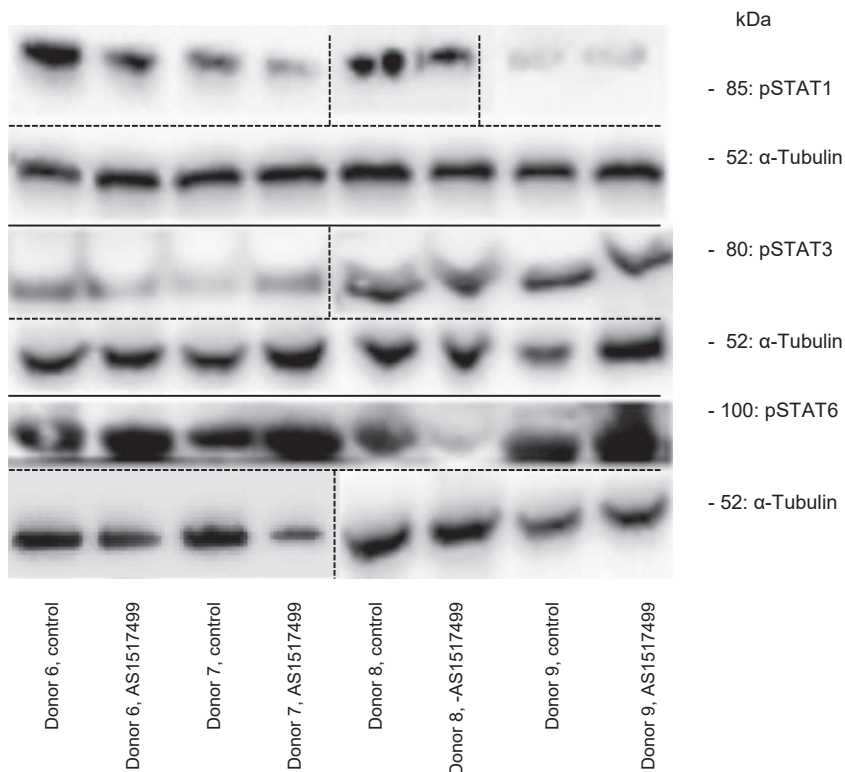 kDa
- 85: pSTAT1
- 52: α-Tubulin
- 80: pSTAT3
- 52: α-Tubulin
- 100: pSTAT6
- 52: α-Tubulin
Donor 6, control
Donor 6, AS1517499
Donor 7, control
Donor 7, AS1517499
Donor 8, control
Donor 8, -AS1517499
Donor 9, control
Donor 9, AS1517499